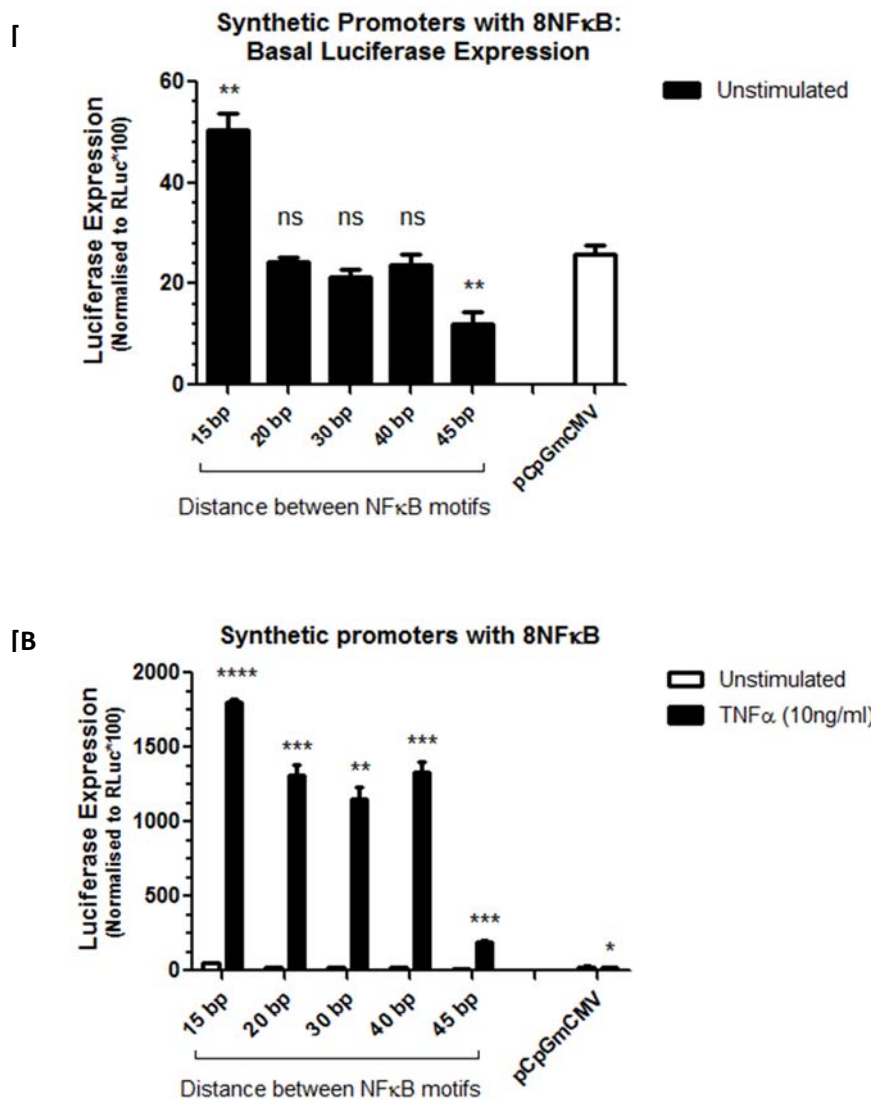 [
Synthetic Promoters with 8NFκB:
Basal Luciferase Expression
Unstimulated
Luciferase Expression
(Normalised to RLuc*100)
60
40
20
0
**
ns
ns
ns
**
15 bp
20 bp
30 bp
40 bp
45 bp
pCpGmCMV
Distance between NFκB motifs
[B
Synthetic promoters with 8NFκB
Unstimulated
TNFα (10ng/ml)
Luciferase Expression
(Normalised to RLuc*100)
2000
1500
1000
500
0
****
***
**
***
***
*
15 bp
20 bp
30 bp
40 bp
45 bp
pCpGmCMV
Distance between NFκB motifs